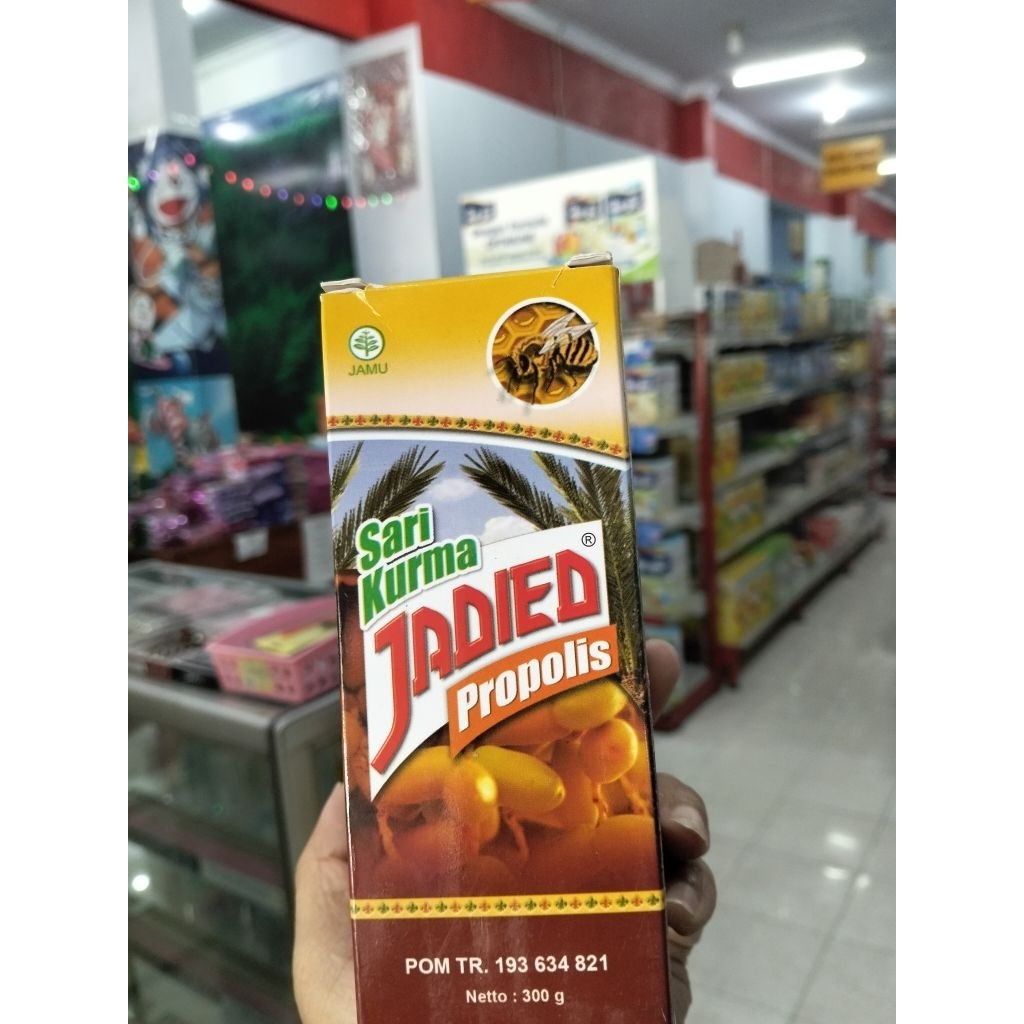 JAMU
Sari
Kurma
JADIED®
Propolis
POM TR. 193 634 821
Netto : 300 g